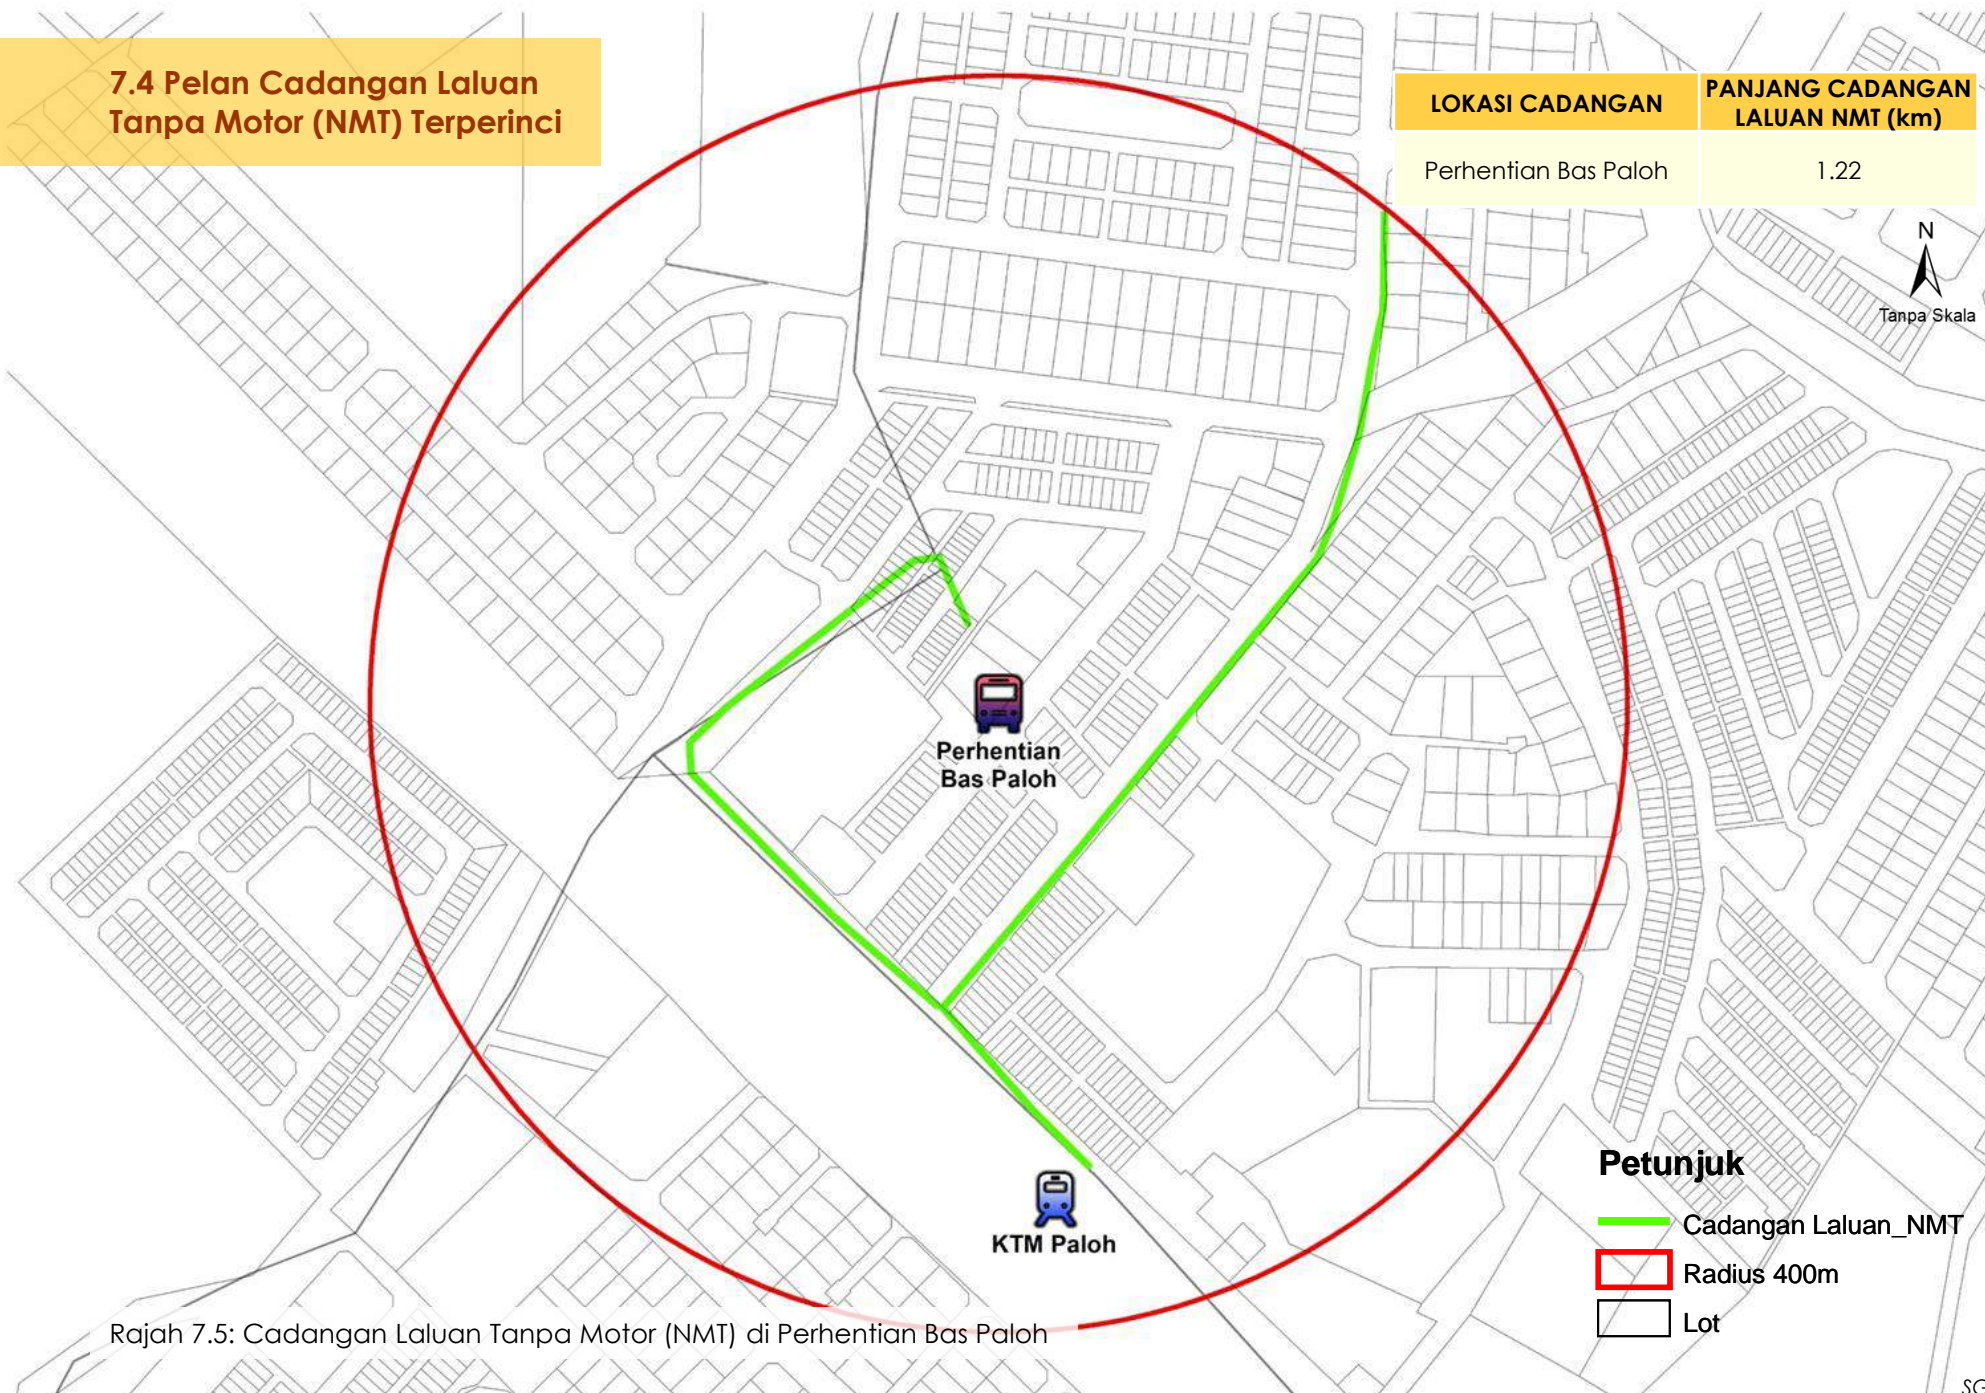 7.4 Pelan Cadangan Laluan
Tanpa Motor (NMT) Terperinci
LOKASI CADANGAN
PANJANG CADANGAN
LALUAN NMT (km)
Perhentian Bas Paloh
1.22
N
Tanpa Skala
Perhentian
Bas Paloh
KTM Paloh
Petunjuk
Cadangan Laluan_NMT
Radius 400m
Lot
Rajah 7.5: Cadangan Laluan Tanpa Motor (NMT) di Perhentian Bas Paloh